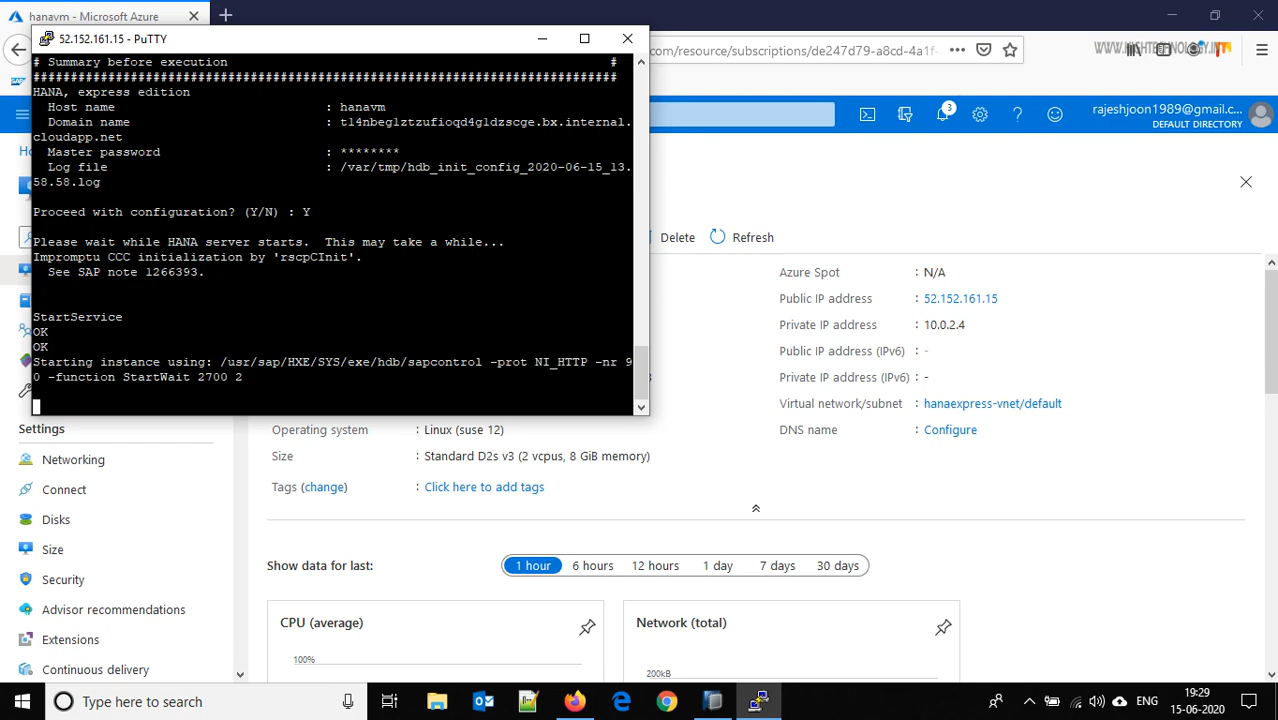 hanavm - Microsoft Azure
52.152.161.15 - PuTTY
# Summary before execution #
##############################################################################
HANA, express edition
Host name : hanavm
Domain name : tl4nbeglztzufioqd4gldzscge.bx.internal.
cloudapp.net
Master password : ********
Log file : /var/tmp/hdb_init_config_2020-06-15_13.
58.58.log
Proceed with configuration? (Y/N) : Y
Please wait while HANA server starts.  This may take a while...
Impromptu CCC initialization by 'rscpCInit'.
See SAP note 1266393.
StartService
OK
OK
Starting instance using: /usr/sap/HXE/SYS/exe/hdb/sapcontrol -prot NI_HTTP -nr 9
0 -function StartWait 2700 2
com/resource/subscriptions/de247d79-a8cd-4a1f-
3
rajeshjoon1989@gmail.c...
DEFAULT DIRECTORY
Delete
Refresh
Azure Spot : N/A
Public IP address : 52.152.161.15
Private IP address : 10.0.2.4
Public IP address (IPv6) : -
Private IP address (IPv6) : -
Virtual network/subnet : hanaexpress-vnet/default
DNS name : Configure
Operating system : Linux (suse 12)
Size : Standard D2s v3 (2 vcpus, 8 GiB memory)
Tags (change) : Click here to add tags
Settings
Networking
Connect
Disks
Size
Security
Advisor recommendations
Extensions
Continuous delivery
Show data for last:
1 hour
6 hours
12 hours
1 day
7 days
30 days
CPU (average)
100%
Network (total)
200kB
Type here to search
ENG
19:29
15-06-2020